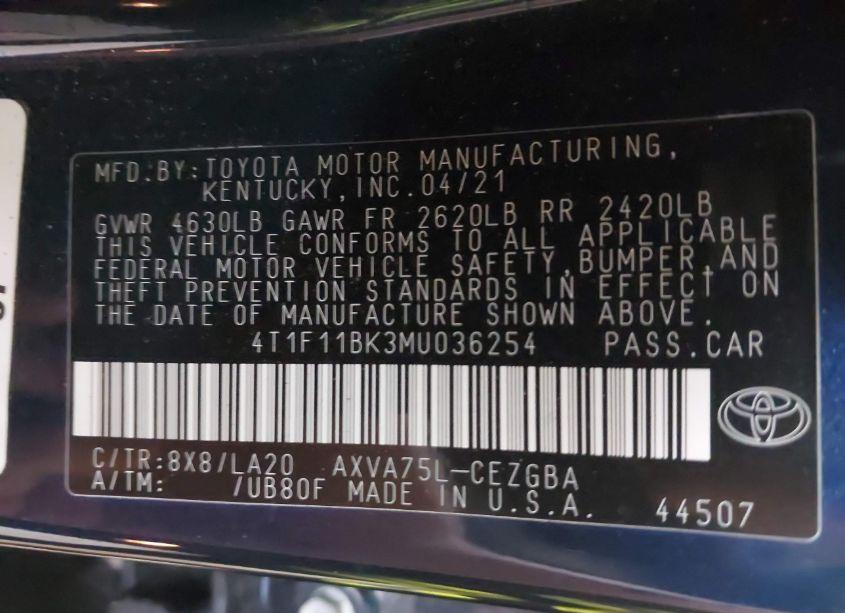 MFD.BY:TOYOTA MOTOR MANUFACTURING,
KENTUCKY,INC.04/21
GVWR 4630LB GAWR FR 2620LB RR 2420LB
THIS VEHICLE CONFORMS TO ALL APPLICABLE
FEDERAL MOTOR VEHICLE SAFETY,BUMPER,AND
THEFT PREVENTION STANDARDS IN EFFECT ON
THE DATE OF MANUFACTURE SHOWN ABOVE.
4T1F11BK3MU036254 PASS.CAR
C/TR:8X8/LA20 AXVA75L-CEZGBA
A/TM: /UB80F MADE IN U.S.A. 44507